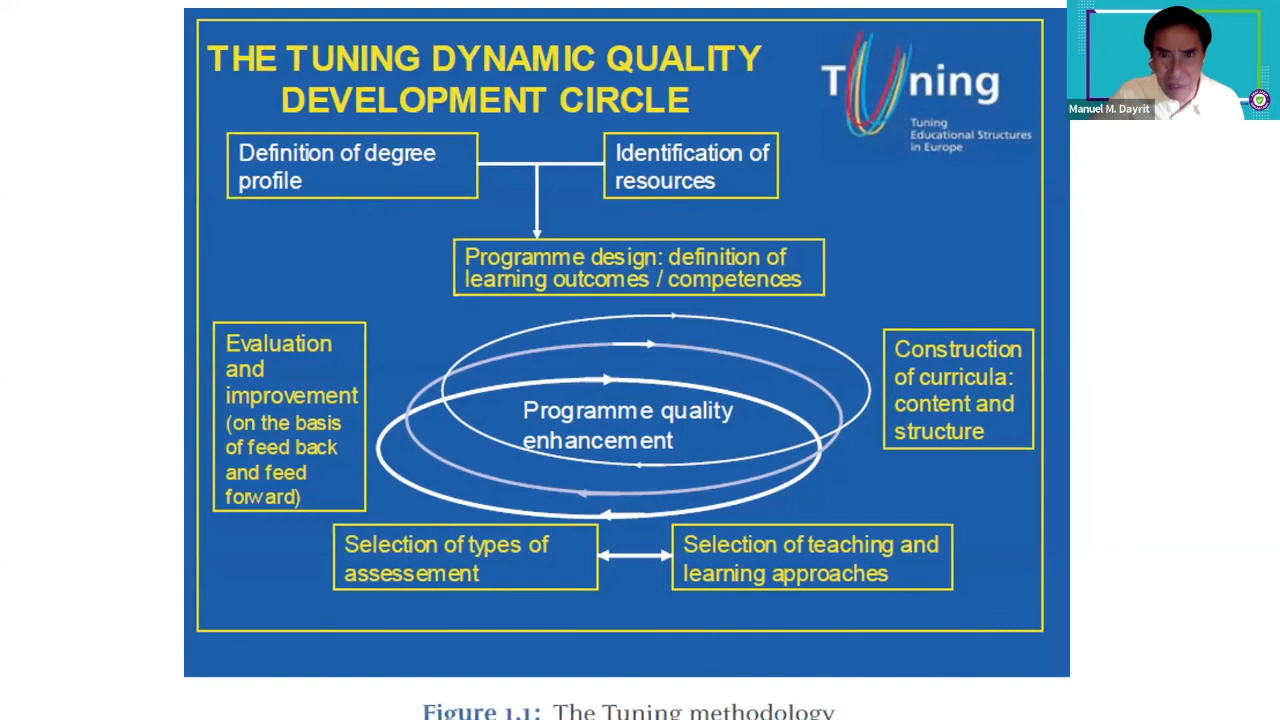 THE TUNING DYNAMIC QUALITY
DEVELOPMENT CIRCLE
Tuning
Tuning
Educational Structures
in Europe
Manuel M. Dayrit
Definition of degree
profile
Identification of
resources
Programme design: definition of
learning outcomes / competences
Evaluation
and
improvement
(on the basis
of feed back
and feed
forward)
Programme quality
enhancement
Construction
of curricula:
content and
structure
Selection of types of
assessement
Selection of teaching and
learning approaches
Figure 1.1: The Tuning methodology